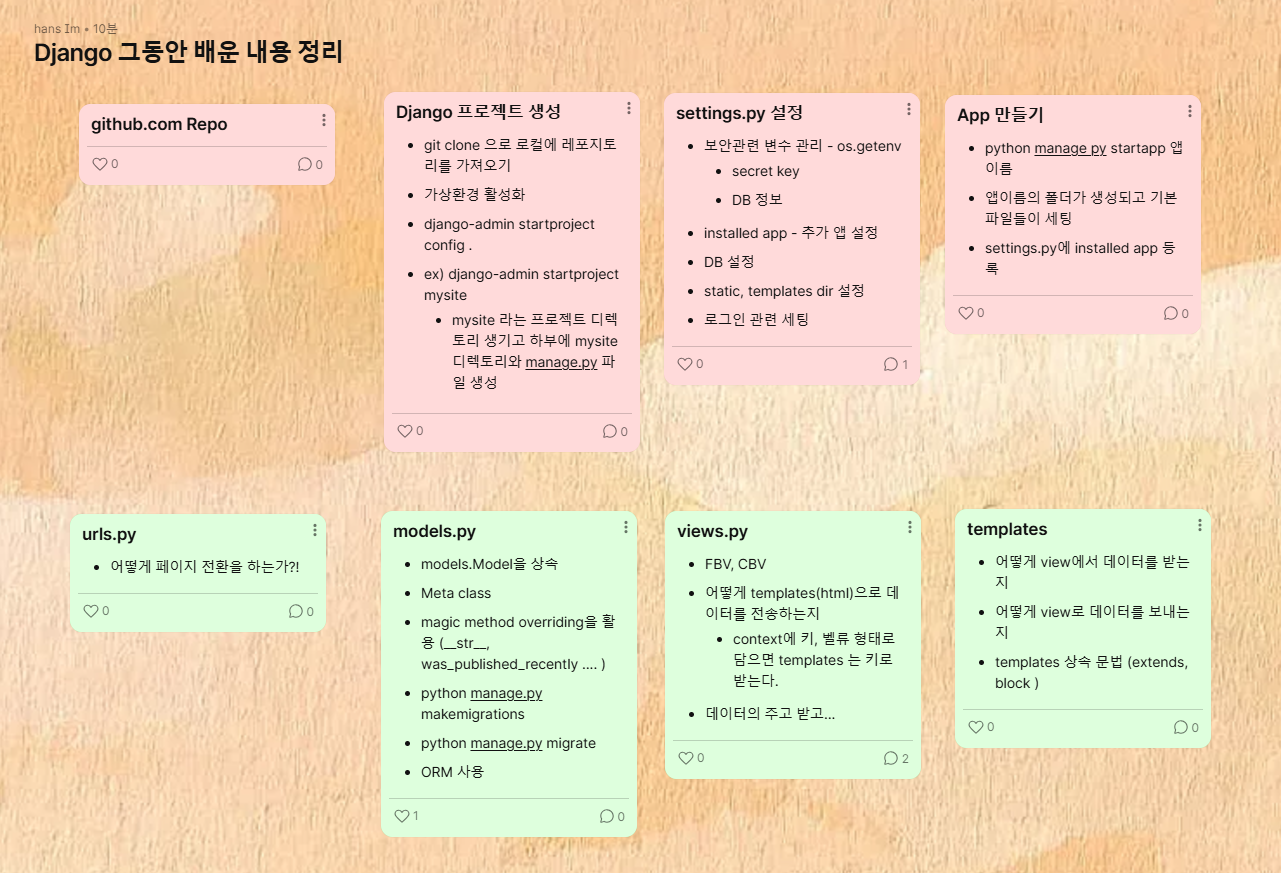 hans Im • 10분
Django 그동안 배운 내용 정리
github.com Repo
0
0
Django 프로젝트 생성
git clone 으로 로컬에 레포지토
리를 가져오기
가상환경 활성화
django-admin startproject
config .
ex) django-admin startproject
mysite
mysite 라는 프로젝트 디렉
토리 생기고 하부에 mysite
디렉토리와 manage.py 파
일 생성
0
0
settings.py 설정
보안관련 변수 관리 - os.getenv
secret key
DB 정보
installed app - 추가 앱 설정
DB 설정
static, templates dir 설정
로그인 관련 세팅
0
1
App 만들기
python manage py startapp 앱
이름
앱이름의 폴더가 생성되고 기본
파일들이 세팅
settings.py에 installed app 등
록
0
0
urls.py
어떻게 페이지 전환을 하는가?!
0
0
models.py
models.Model을 상속
Meta class
magic method overriding을 활
용 (__str__,
was_published_recently .... )
python manage.py
makemigrations
python manage.py migrate
ORM 사용
1
0
views.py
FBV, CBV
어떻게 templates(html)으로 데
이터를 전송하는지
context에 키, 벨류 형태로
담으면 templates 는 키로
받는다.
데이터의 주고 받고...
0
2
templates
어떻게 view에서 데이터를 받는
지
어떻게 view로 데이터를 보내는
지
templates 상속 문법 (extends,
block )
0
0